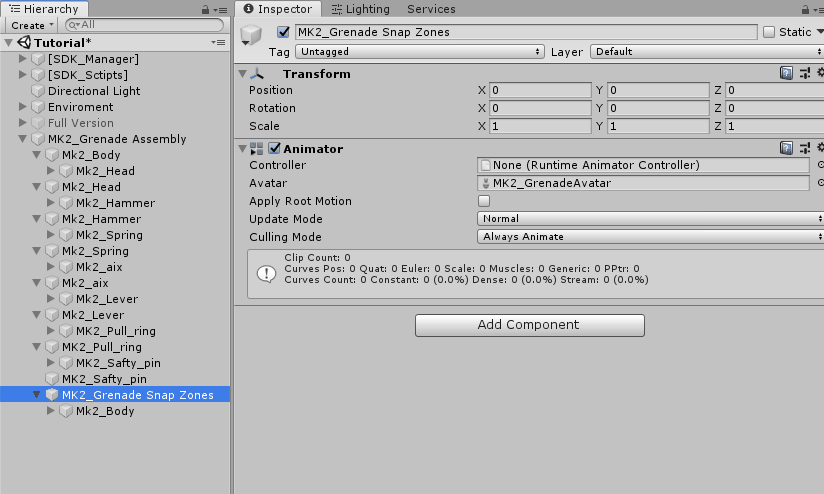 Hierarchy
Create
All
Tutorial*
[SDK_Manager]
[SDK_Sctipts]
Directional Light
Enviroment
Full Version
MK2_Grenade Assembly
Mk2_Body
Mk2_Head
Mk2_Head
Mk2_Hammer
Mk2_Hammer
Mk2_Spring
Mk2_Spring
Mk2_aix
Mk2_aix
Mk2_Lever
Mk2_Lever
MK2_Pull_ring
MK2_Pull_ring
MK2_Safty_pin
MK2_Safty_pin
MK2_Grenade Snap Zones
Mk2_Body
Inspector Lighting Services
MK2_Grenade Snap Zones Static
Tag Untagged Layer Default
Transform
Position X 0 Y 0 Z 0
Rotation X 0 Y 0 Z 0
Scale X 1 Y 1 Z 1
Animator
Controller None (Runtime Animator Controller)
Avatar MK2_GrenadeAvatar
Apply Root Motion
Update Mode Normal
Culling Mode Always Animate
Clip Count: 0
Curves Pos: 0 Quat: 0 Euler: 0 Scale: 0 Muscles: 0 Generic: 0 PPtr: 0
Curves Count: 0 Constant: 0 (0.0%) Dense: 0 (0.0%) Stream: 0 (0.0%)
Add Component